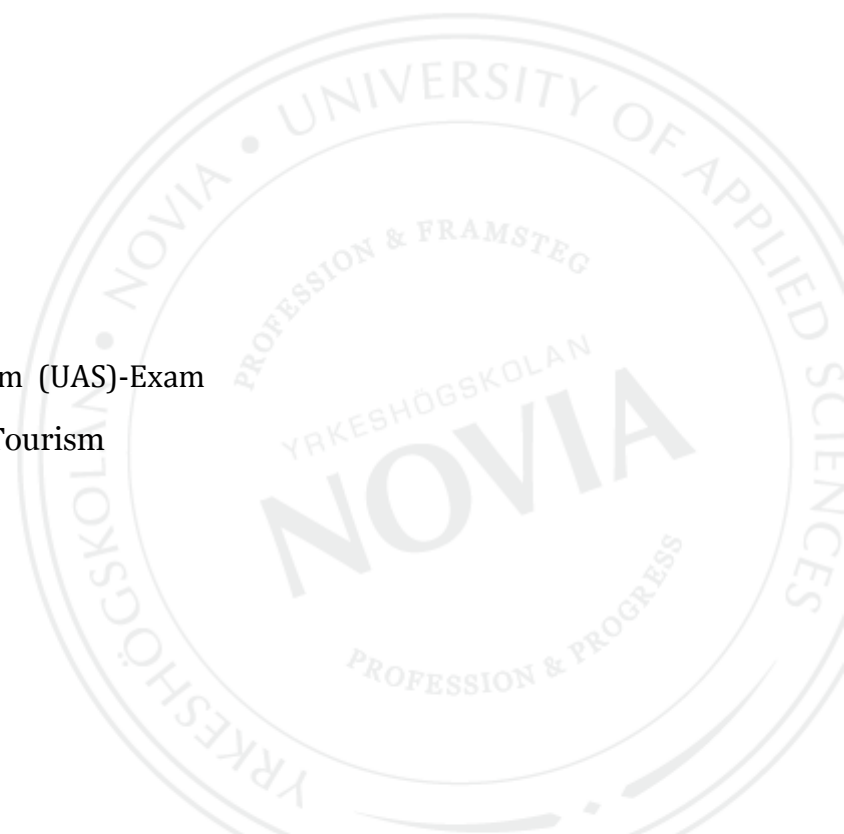 m (UAS)-Exam
Tourism
• NOVIA • UNIVERSITY OF APPLIED SCIENCES
YRKESHÖGSKOLAN
PROFESSION & FRAMSTEG
YRKESHÖGSKOLAN
NOVIA
PROFESSION & PROGRESS